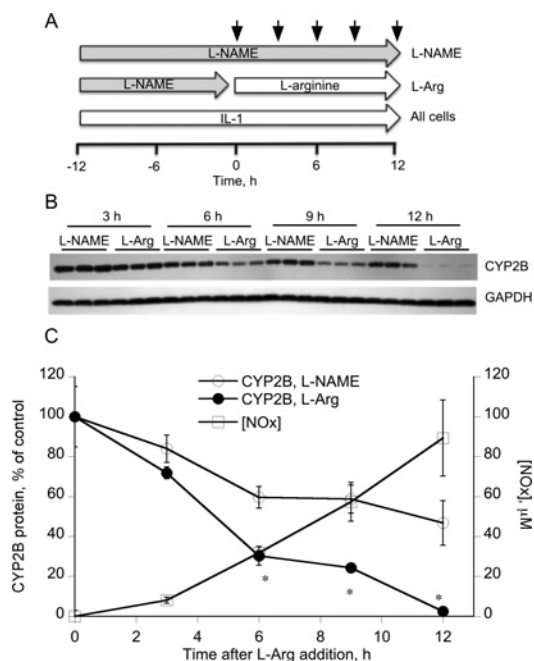 A
L-NAME L-NAME
L-NAME L-arginine L-Arg
IL-1 All cells
-12 -6 0 6 12
Time, h
B
3 h 6 h 9 h 12 h
L-NAME L-Arg L-NAME L-Arg L-NAME L-Arg L-NAME L-Arg
CYP2B
GAPDH
C
CYP2B, L-NAME
CYP2B, L-Arg
[NOx]
120 120
100 100
80 80
60 60
40 40
20 20
0 0
CYP2B protein, % of control
[NOx], µM
* * *
0 2 4 6 8 10 12
Time after L-Arg addition, h